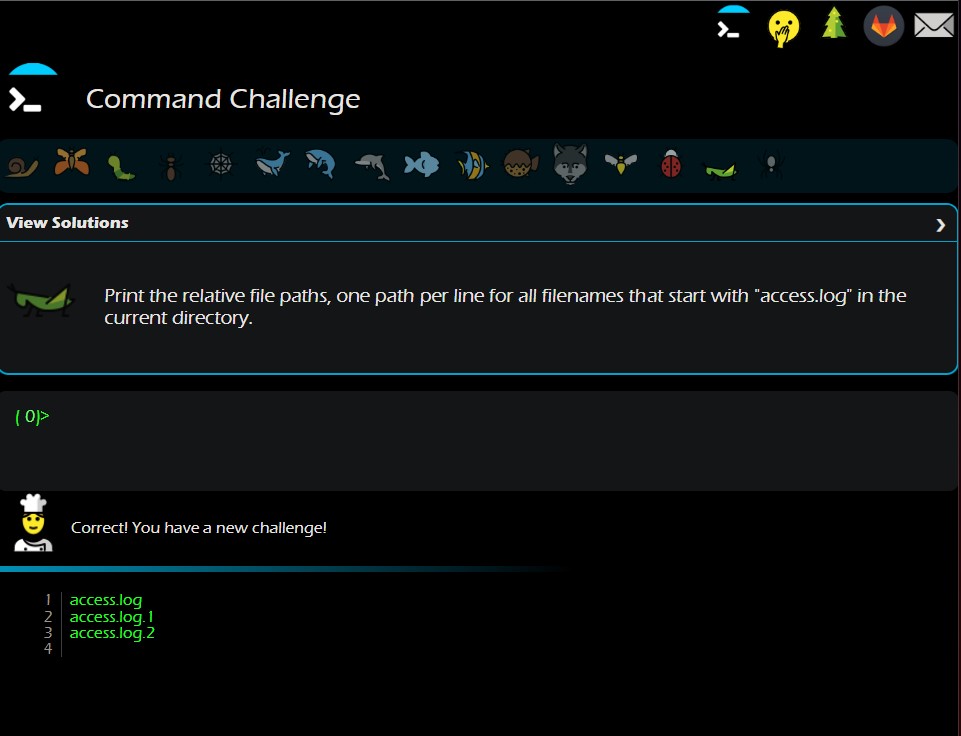 Command Challenge
View Solutions
Print the relative file paths, one path per line for all filenames that start with "access.log" in the
current directory.
( 0)>
Correct! You have a new challenge!
1 access.log
2 access.log.1
3 access.log.2
4